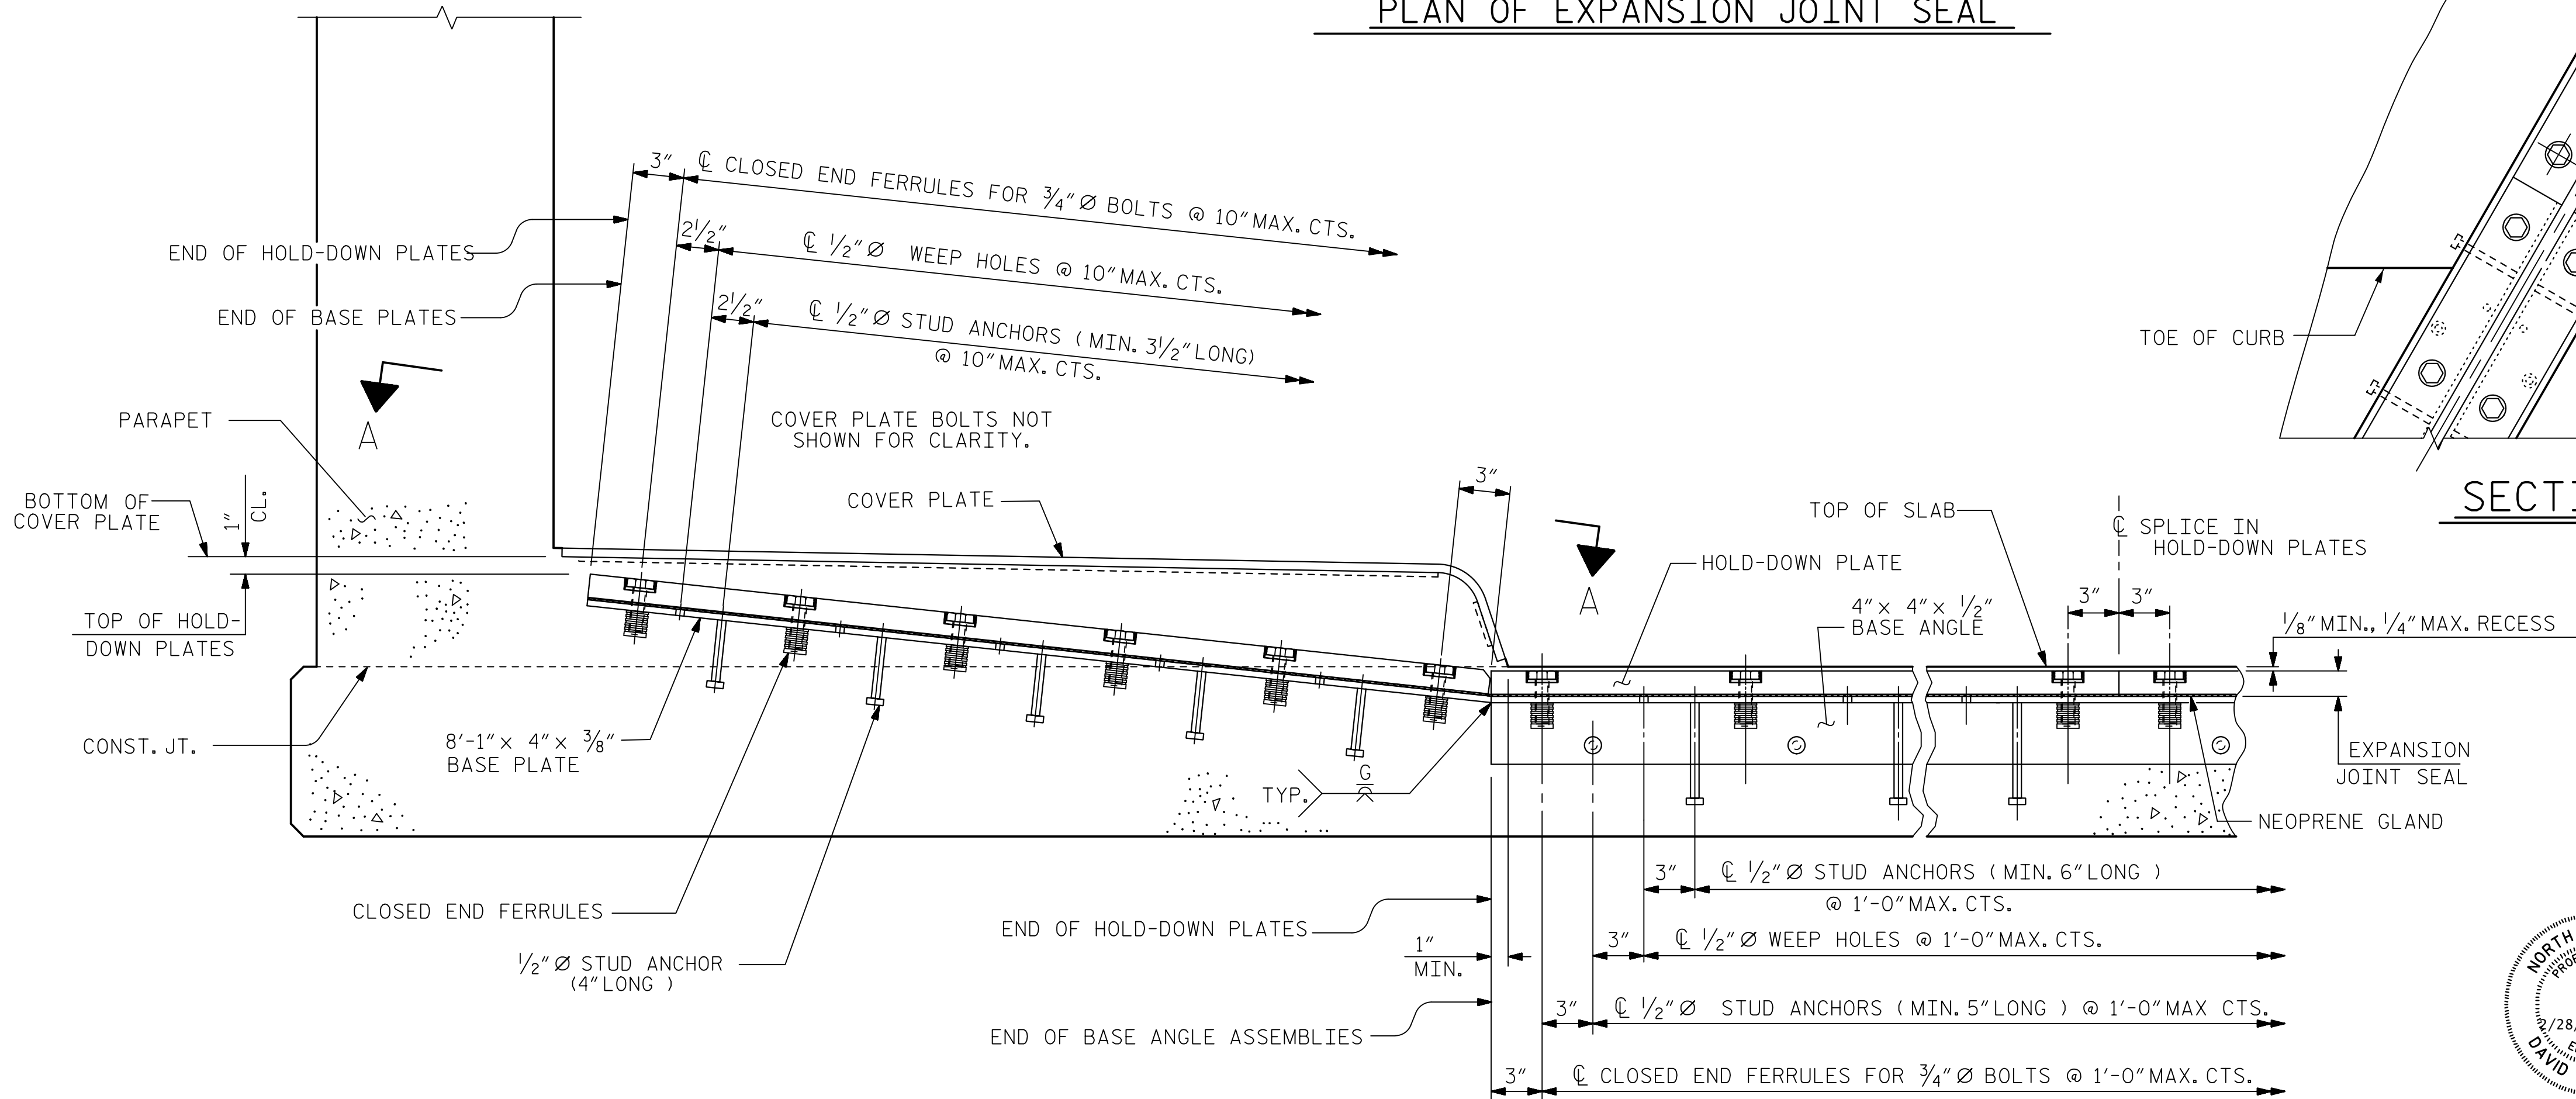 PLAN OF EXPANSION JOINT SEAL
3" ℄ CLOSED END FERRULES FOR 3/4"Ø BOLTS @ 10"MAX. CTS.
2 1/2" ℄ 1/2"Ø WEEP HOLES @ 10"MAX. CTS.
2 1/2" ℄ 1/2"Ø STUD ANCHORS (MIN. 3 1/2"LONG)
@ 10"MAX. CTS.
END OF HOLD-DOWN PLATES
END OF BASE PLATES
COVER PLATE BOLTS NOT
SHOWN FOR CLARITY.
PARAPET
A
BOTTOM OF
COVER PLATE
1"
CL.
COVER PLATE
TOP OF HOLD-
DOWN PLATES
CONST. JT.
8'-1"x 4"x 3/8"
BASE PLATE
CLOSED END FERRULES
1/2"Ø STUD ANCHOR
(4"LONG )
TYP.
G
3"
A
TOE OF CURB
SECTI
TOP OF SLAB
HOLD-DOWN PLATE
℄ SPLICE IN
HOLD-DOWN PLATES
4"x 4"x 1/2"
BASE ANGLE
3" 3"
1/8"MIN., 1/4"MAX. RECESS
EXPANSION
JOINT SEAL
NEOPRENE GLAND
3" ℄ 1/2"Ø STUD ANCHORS (MIN. 6"LONG )
@ 1'-0"MAX. CTS.
END OF HOLD-DOWN PLATES
1"
MIN.
3" ℄ 1/2"Ø WEEP HOLES @ 1'-0"MAX. CTS.
3" ℄ 1/2"Ø STUD ANCHORS (MIN. 5"LONG ) @ 1'-0"MAX CTS.
END OF BASE ANGLE ASSEMBLIES
3" ℄ CLOSED END FERRULES FOR 3/4"Ø BOLTS @ 1'-0"MAX. CTS.
NORTH
2/28/
DAVID